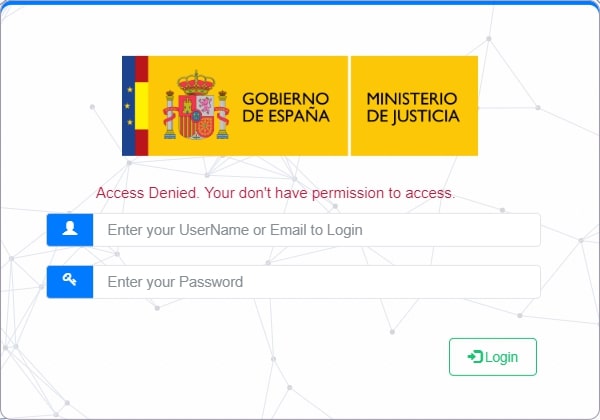 GOBIERNO
DE ESPAÑA
MINISTERIO
DE JUSTICIA
Access Denied. Your don't have permission to access.
Enter your UserName or Email to Login
Enter your Password
Login